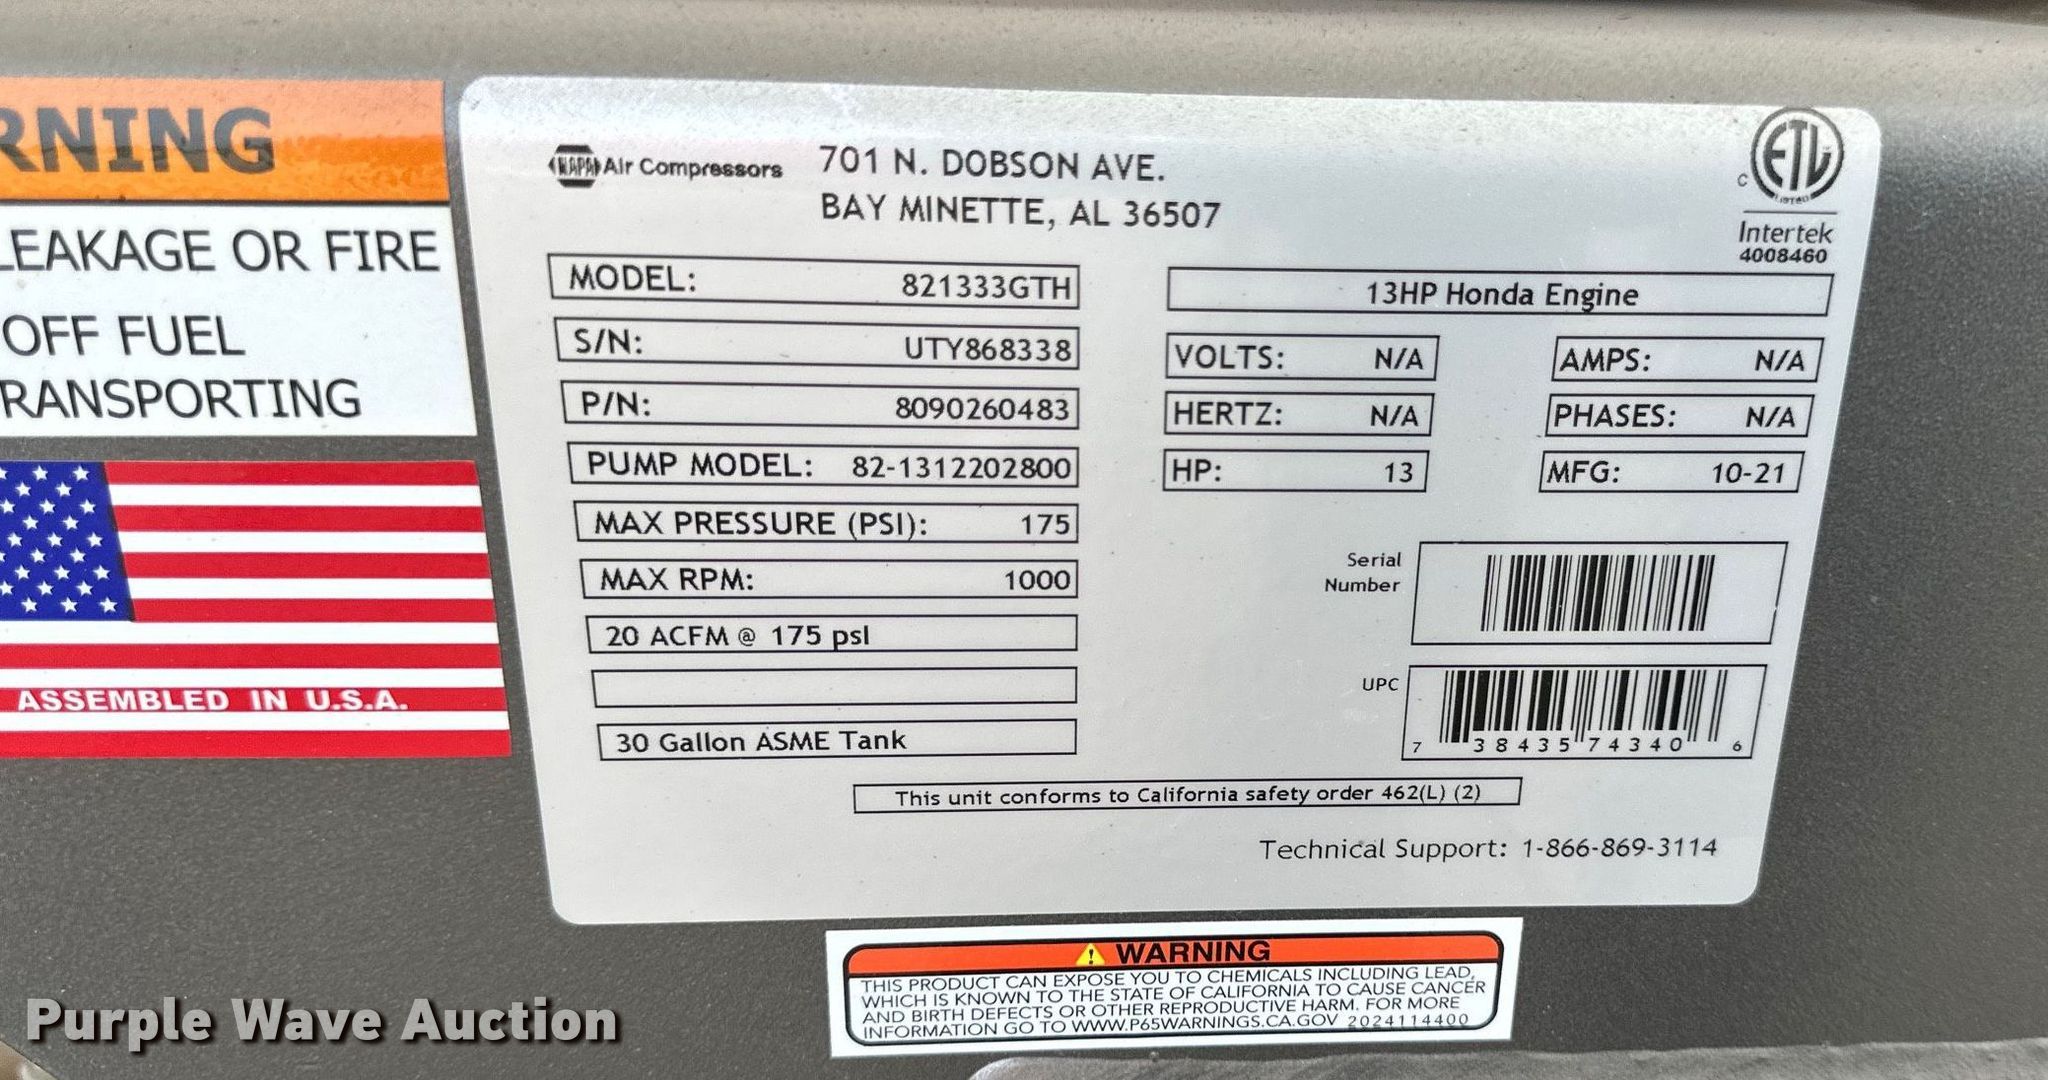 RNING
LEAKAGE OR FIRE
OFF FUEL
RANSPORTING
ASSEMBLED IN U.S.A.
NAPA Air Compressors
701 N. DOBSON AVE.
BAY MINETTE, AL 36507
C ETL LISTED
Intertek
4008460
MODEL: 821333GTH
S/N: UTY868338
P/N: 8090260483
PUMP MODEL: 82-1312202800
MAX PRESSURE (PSI): 175
MAX RPM: 1000
20 ACFM @ 175 psI
30 Gallon ASME Tank
13HP Honda Engine
VOLTS: N/A AMPS: N/A
HERTZ: N/A PHASES: N/A
HP: 13 MFG: 10-21
Serial
Number
UPC
7 38435 74340 6
This unit conforms to California safety order 462(L) (2)
Technical Support: 1-866-869-3114
WARNING
THIS PRODUCT CAN EXPOSE YOU TO CHEMICALS INCLUDING LEAD,
WHICH IS KNOWN TO THE STATE OF CALIFORNIA TO CAUSE CANCER
AND BIRTH DEFECTS OR OTHER REPRODUCTIVE HARM. FOR MORE
INFORMATION GO TO WWW.P65WARNINGS.CA.GOV 2024114400
Purple Wave Auction